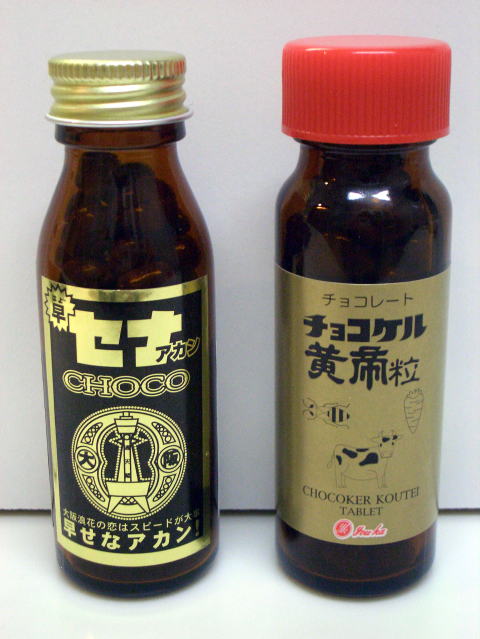 早
セナ
アカン
CHOCO
大 阪
大阪浪花の恋はスピードが大事
早せなアカン!
チョコレート
チョコケル
黄帝粒
CHOCOKER KOUTEI
TABLET